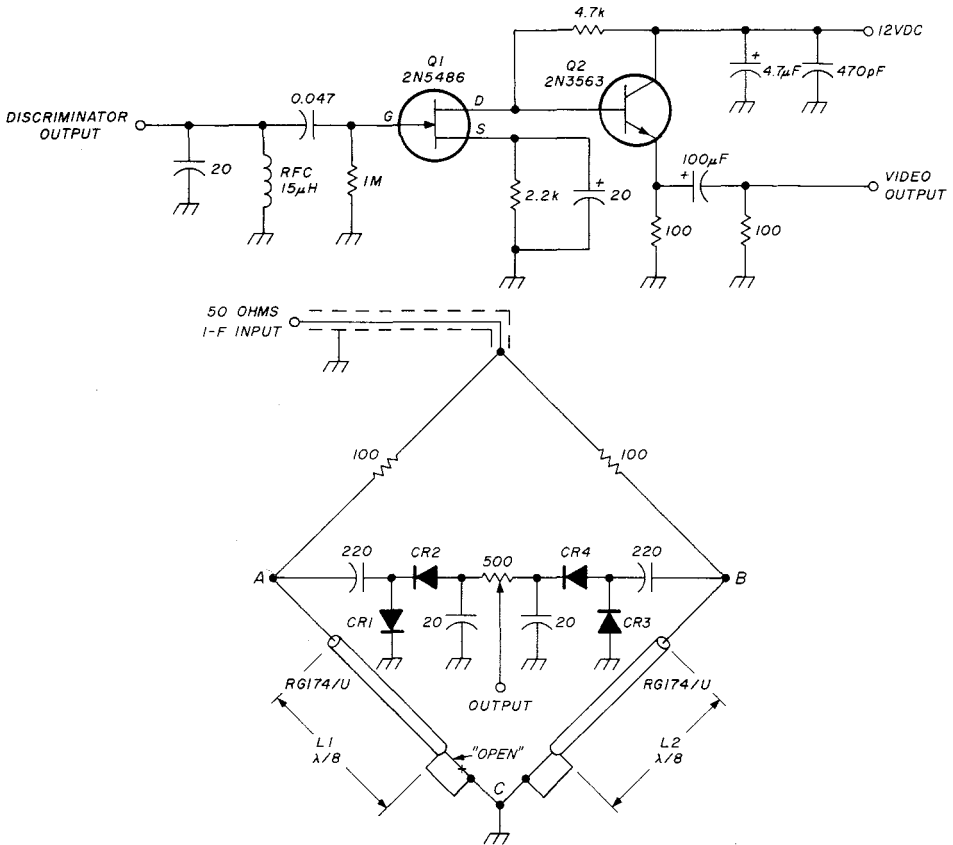 4.7k
12VDC
Q1
2N5486
Q2
2N3563
4.7µF
470pF
DISCRIMINATOR
OUTPUT
0.047
G
D
S
20
RFC
15µH
1M
2.2k
20
100µF
VIDEO
OUTPUT
100
100
50 OHMS
I-F INPUT
100
100
A
220
CR2
500
CR4
220
B
CR1
20
20
CR3
RG174/U
OUTPUT
RG174/U
L1
λ/8
"OPEN"
C
L2
λ/8